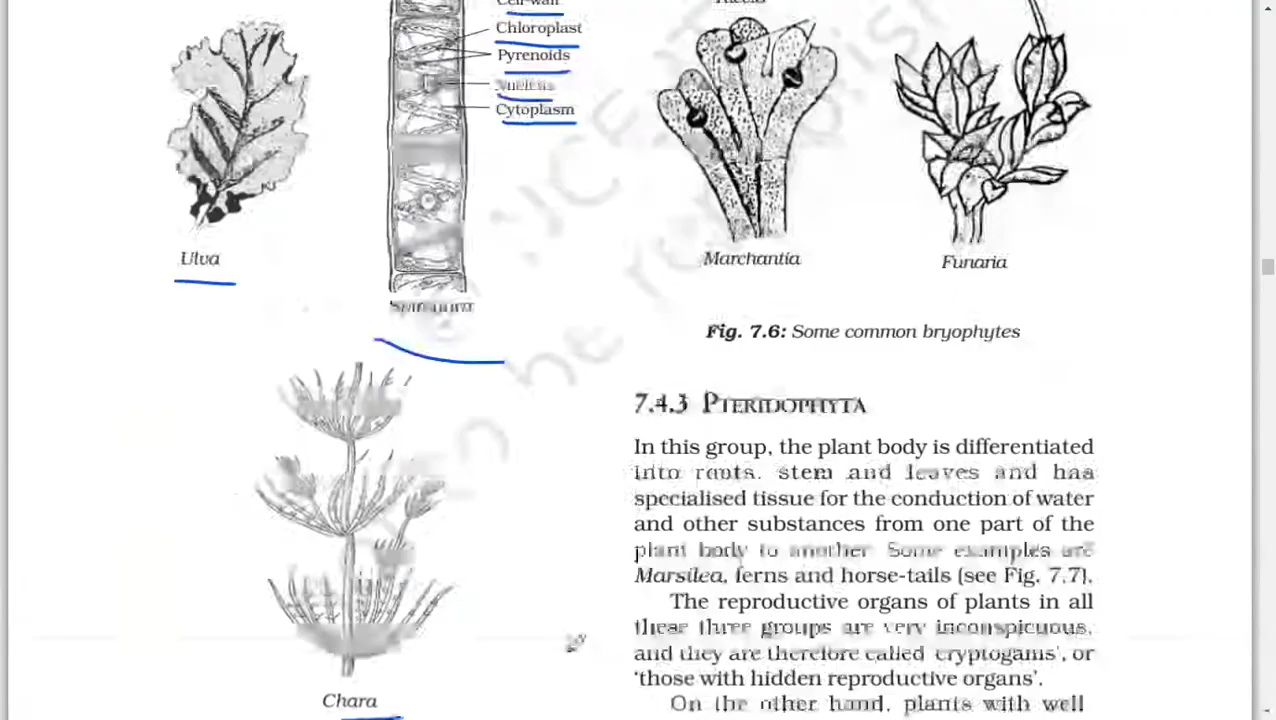 Cell-wall
Chloroplast
Pyrenoids
Nucleus
Cytoplasm
Ulva
Spirogyra
Chara
Riccia
Marchantia
Funaria
Fig. 7.6: Some common bryophytes
7.4.3 PTERIDOPHYTA
In this group, the plant body is differentiated
into roots, stem and leaves and has
specialised tissue for the conduction of water
and other substances from one part of the
plant body to another. Some examples are
Marsilea, ferns and horse-tails (see Fig. 7.7).
The reproductive organs of plants in all
these three groups are very inconspicuous,
and they are therefore called ‘cryptogams’, or
‘those with hidden reproductive organs’.
On the other hand, plants with well